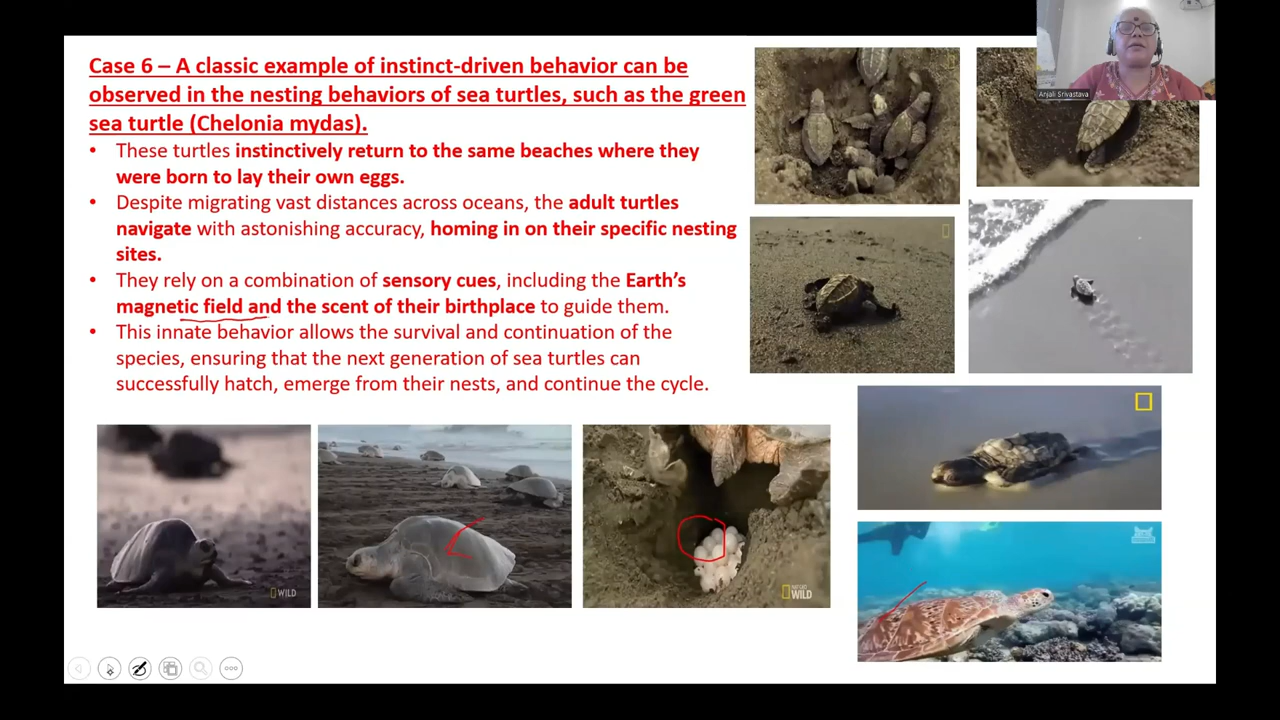 Case 6 – A classic example of instinct-driven behavior can be
observed in the nesting behaviors of sea turtles, such as the green
sea turtle (Chelonia mydas).
• These turtles instinctively return to the same beaches where they
were born to lay their own eggs.
• Despite migrating vast distances across oceans, the adult turtles
navigate with astonishing accuracy, homing in on their specific nesting
sites.
• They rely on a combination of sensory cues, including the Earth's
magnetic field and the scent of their birthplace to guide them.
• This innate behavior allows the survival and continuation of the
species, ensuring that the next generation of sea turtles can
successfully hatch, emerge from their nests, and continue the cycle.
Anjali Srivastava
WILD
NAT GEO
WILD